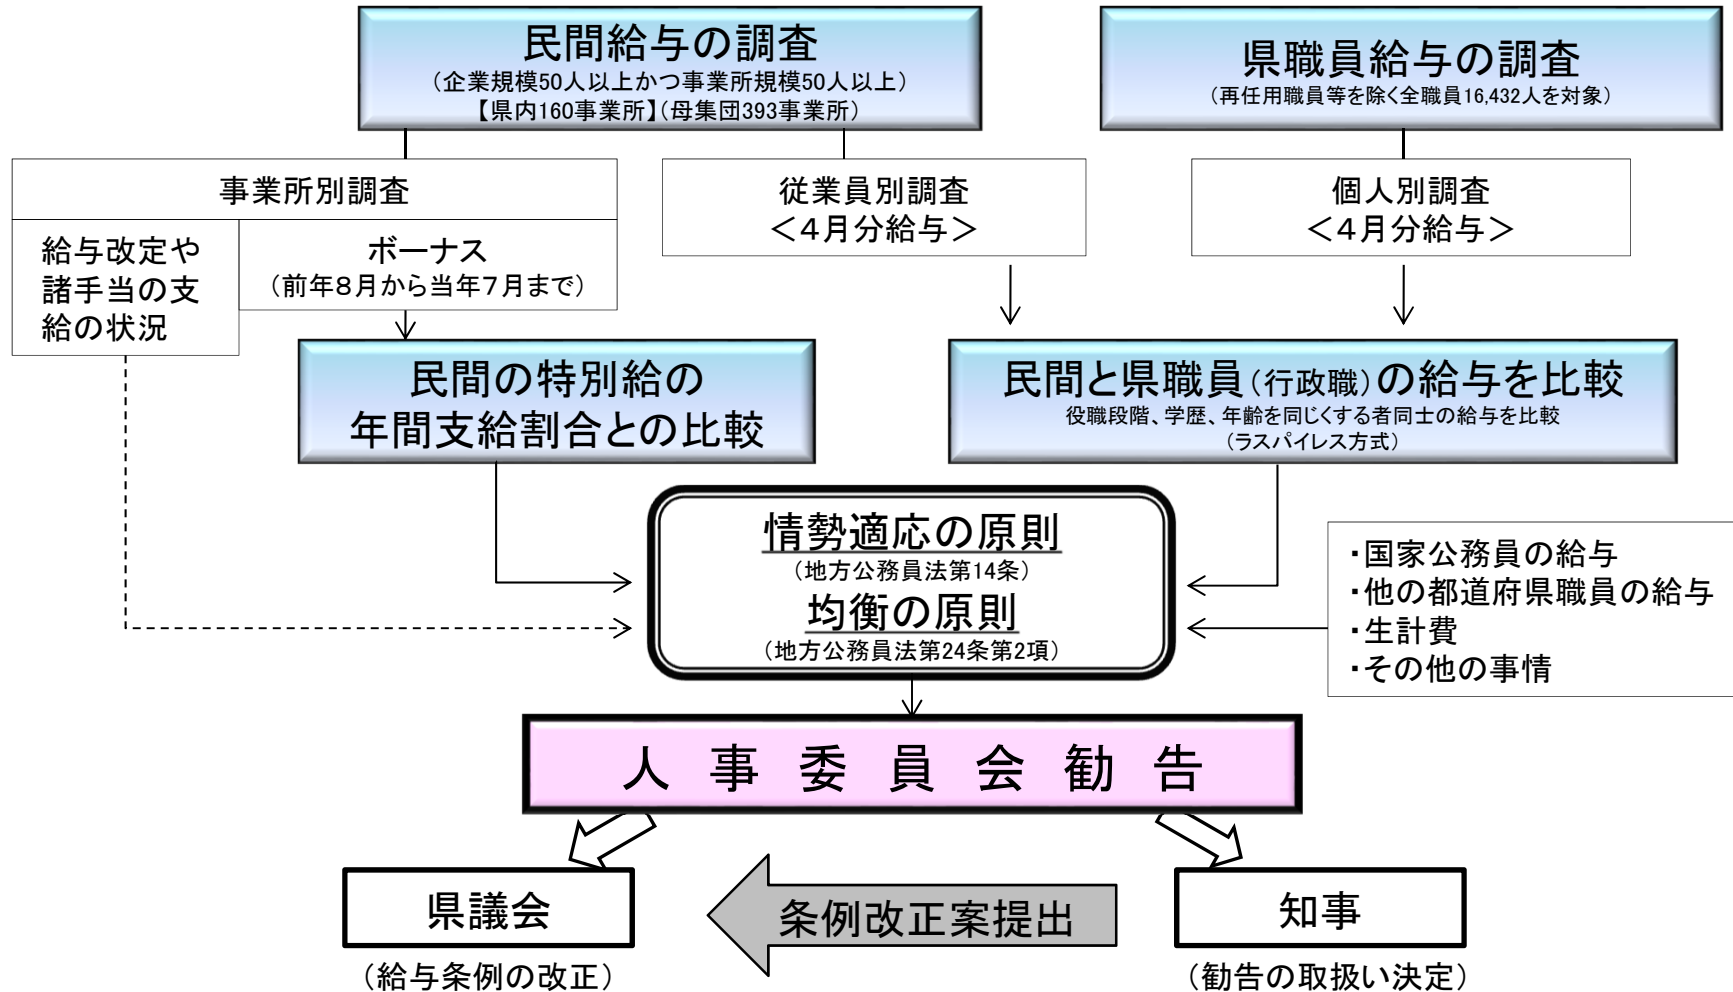 民間給与の調査
（企業規模50人以上かつ事業所規模50人以上）
【県内160事業所】（母集団393事業所）
県職員給与の調査
（再任用職員等を除く全職員16,432人を対象）
事業所別調査
給与改定や
諸手当の支
給の状況
ボーナス
（前年８月から当年７月まで）
従業員別調査
＜４月分給与＞
個人別調査
＜４月分給与＞
民間の特別給の
年間支給割合との比較
民間と県職員（行政職）の給与を比較
役職段階、学歴、年齢を同じくする者同士の給与を比較
（ラスパイレス方式）
情勢適応の原則
（地方公務員法第14条）
均衡の原則
（地方公務員法第24条第2項）
・国家公務員の給与
・他の都道府県職員の給与
・生計費
・その他の事情
人事委員会勧告
県議会
（給与条例の改正）
条例改正案提出
知事
（勧告の取扱い決定）